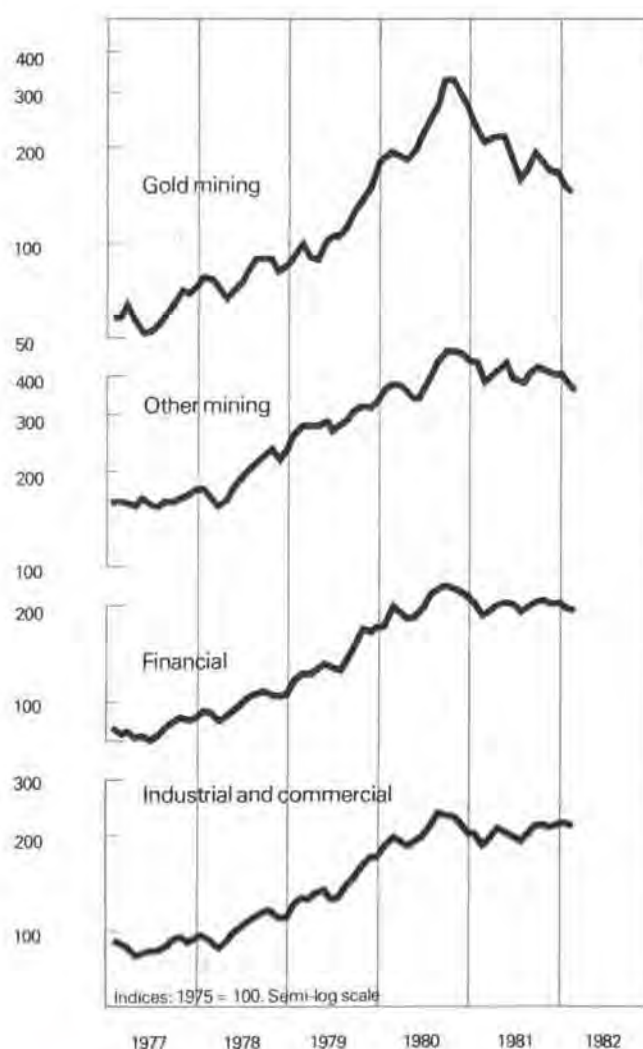 400
300
200
Gold mining
100
50
400
300
Other mining
200
100
200
Financial
100
300
Industrial and commercial
200
100
Indices: 1975 = 100. Semi-log scale
1977 1978 1979 1980 1981 1982